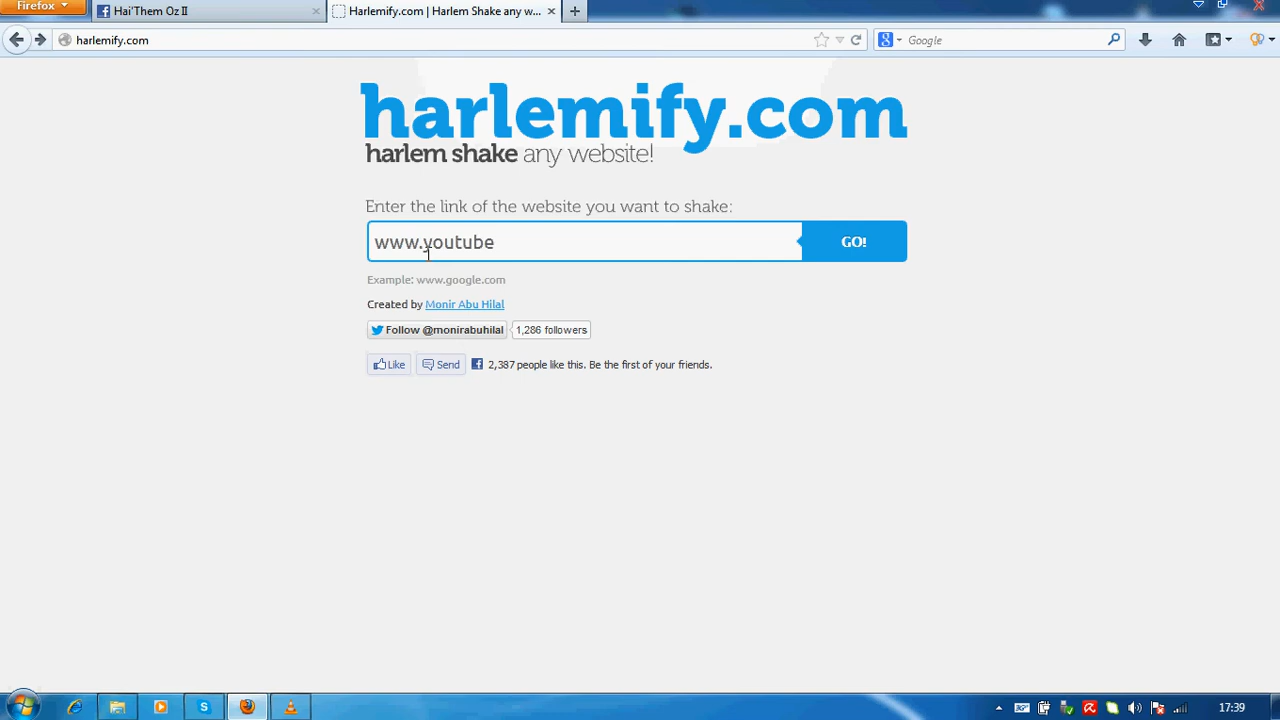 Firefox
Hai'Them Oz II
Harlemify.com | Harlem Shake any w...
harlemify.com
Google
harlemify.com
harlem shake any website!
Enter the link of the website you want to shake:
www.youtube
GO!
Example: www.google.com
Created by Monir Abu Hilal
Follow @monirabuhilal 1,286 followers
Like Send 2,387 people like this. Be the first of your friends.
17:39